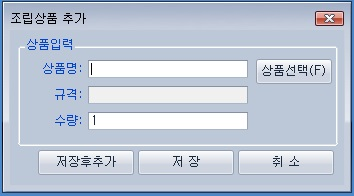 조립상품 추가
상품입력
상품명: 상품선택(F)
규격:
수량: 1
저장후추가 저 장 취 소